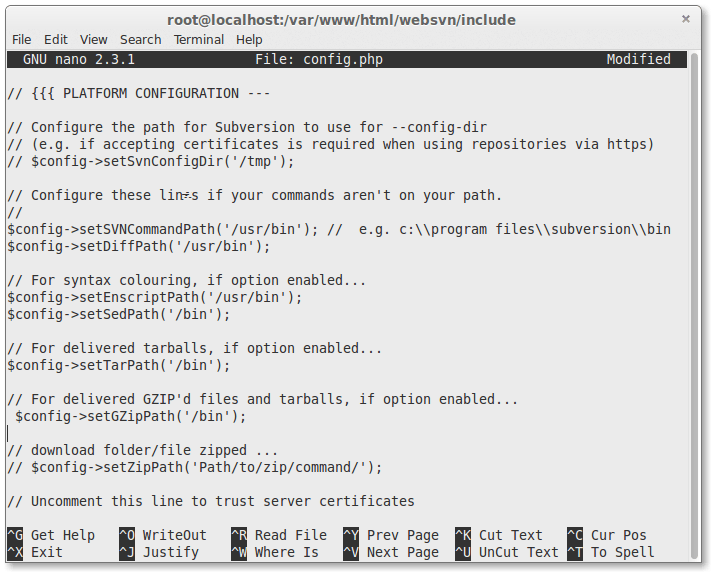 root@localhost:/var/www/html/websvn/include ×
File Edit View Search Terminal Help
GNU nano 2.3.1 File: config.php Modified
// {{{ PLATFORM CONFIGURATION ---
// Configure the path for Subversion to use for --config-dir
// (e.g. if accepting certificates is required when using repositories via https)
// $config->setSvnConfigDir('/tmp');
// Configure these lines if your commands aren't on your path.
//
$config->setSVNCommandPath('/usr/bin'); //  e.g. c:\\program files\\subversion\\bin
$config->setDiffPath('/usr/bin');
// For syntax colouring, if option enabled...
$config->setEnscriptPath('/usr/bin');
$config->setSedPath('/bin');
// For delivered tarballs, if option enabled...
$config->setTarPath('/bin');
// For delivered GZIP'd files and tarballs, if option enabled...
 $config->setGZipPath('/bin');
// download folder/file zipped ...
// $config->setZipPath('Path/to/zip/command/');
// Uncomment this line to trust server certificates
^G Get Help ^O WriteOut ^R Read File ^Y Prev Page ^K Cut Text ^C Cur Pos
^X Exit ^J Justify ^W Where Is ^V Next Page ^U UnCut Text ^T To Spell